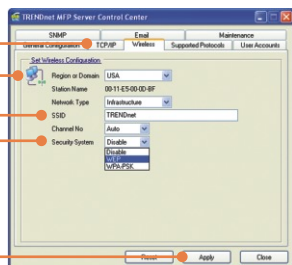 TRENDnet MFP Server Control Center
SNMP Email Maintenance
General Configuration TCP/IP Wireless Supported Protocols User Accounts
Set Wireless Configuration
Region or Domain USA
Station Name 00-11-E5-00-0D-8F
Network Type Infrastructure
SSID TRENDnet
Channel No Auto
Security System Disable
Disable
WEP
WPA-PSK
Reset Apply Close